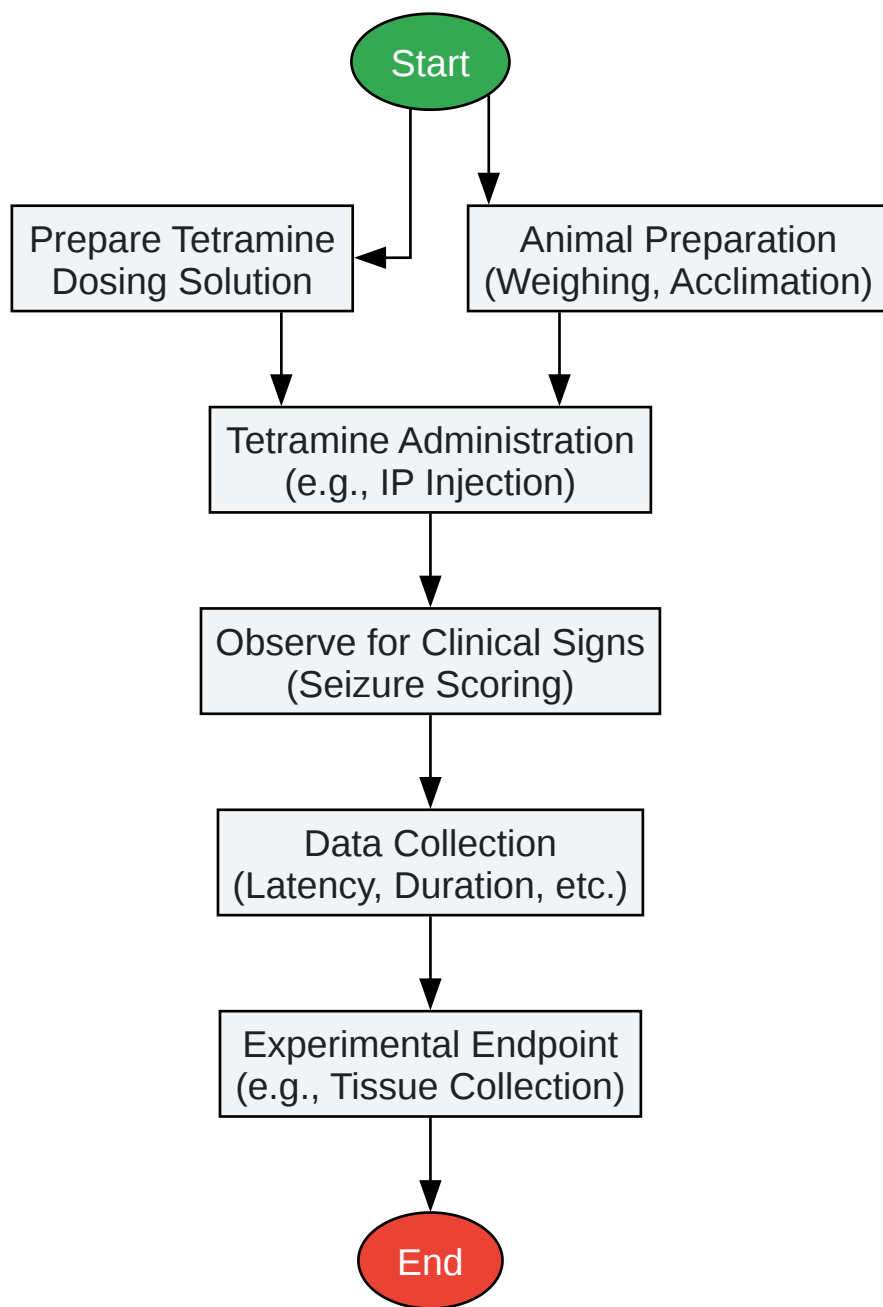 Start
Prepare Tetramine
Dosing Solution
Animal Preparation
(Weighing, Acclimation)
Tetramine Administration
(e.g., IP Injection)
Observe for Clinical Signs
(Seizure Scoring)
Data Collection
(Latency, Duration, etc.)
Experimental Endpoint
(e.g., Tissue Collection)
End